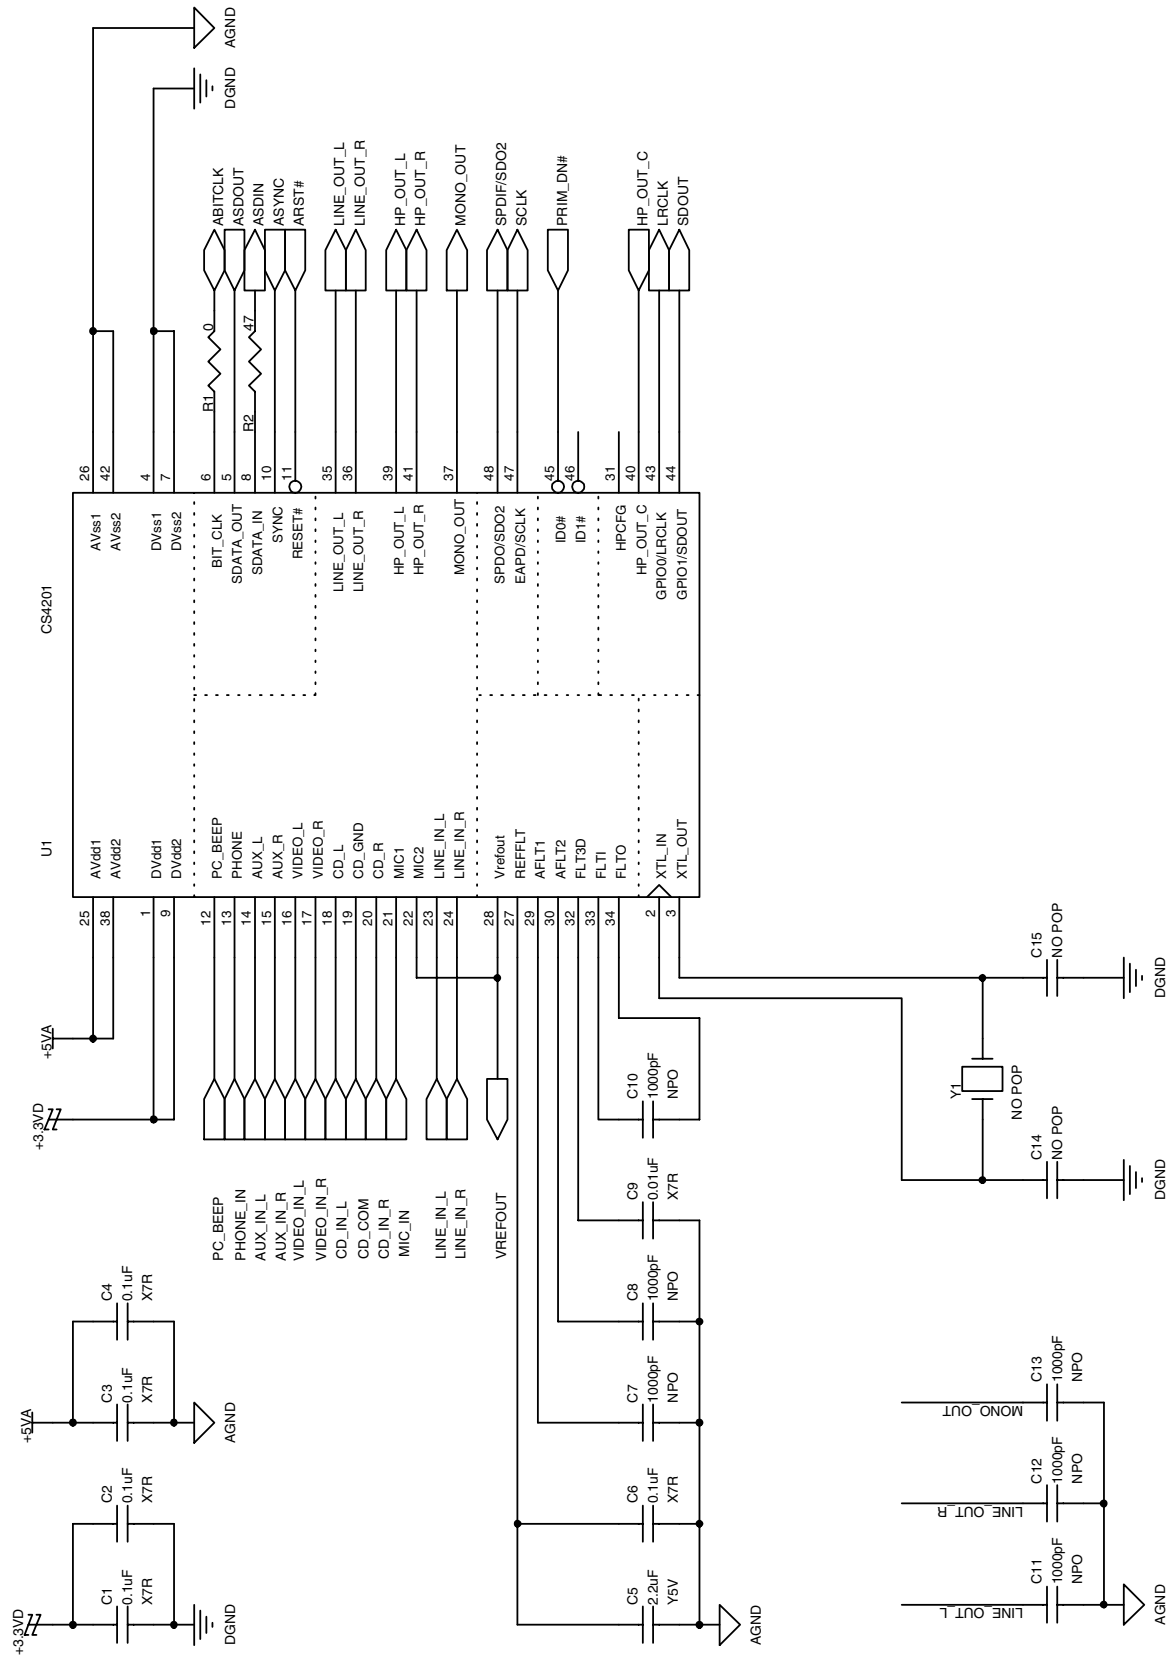 U1
CS4201
+3.3VD
+5VA
25
AVdd1
38
AVdd2
1
DVdd1
9
DVdd2
AVss1
26
AVss2
42
DVss1
4
DVss2
7
AGND
DGND
PC_BEEP
12
PC_BEEP
PHONE_IN
13
PHONE
AUX_IN_L
14
AUX_L
AUX_IN_R
15
AUX_R
VIDEO_IN_L
16
VIDEO_L
VIDEO_IN_R
17
VIDEO_R
CD_IN_L
18
CD_L
CD_COM
19
CD_GND
CD_IN_R
20
CD_R
MIC_IN
21
MIC1
22
MIC2
LINE_IN_L
23
LINE_IN_L
LINE_IN_R
24
LINE_IN_R
VREFOUT
28
Vrefout
27
REFFLT
29
AFLT1
30
AFLT2
32
FLT3D
33
FLTI
34
FLTO
2
XTL_IN
3
XTL_OUT
BIT_CLK
6
R1
0
ABITCLK
SDATA_OUT
5
ASDOUT
SDATA_IN
8
R2
47
ASDIN
SYNC
10
ASYNC
RESET#
11
ARST#
LINE_OUT_L
35
LINE_OUT_L
LINE_OUT_R
36
LINE_OUT_R
HP_OUT_L
39
HP_OUT_L
HP_OUT_R
41
HP_OUT_R
MONO_OUT
37
MONO_OUT
SPDO/SDO2
48
SPDIF/SDO2
EAPD/SCLK
47
SCLK
ID0#
45
PRIM_DN#
ID1#
46
HPCFG
31
HP_OUT_C
40
HP_OUT_C
GPIO0/LRCLK
43
LRCLK
GPIO1/SDOUT
44
SDOUT
+3.3VD
C1
0.1uF
X7R
C2
0.1uF
X7R
DGND
+5VA
C3
0.1uF
X7R
C4
0.1uF
X7R
AGND
C5
2.2uF
Y5V
C6
0.1uF
X7R
C7
1000pF
NPO
C8
1000pF
NPO
C9
0.01uF
X7R
C10
1000pF
NPO
AGND
Y1
NO POP
C14
NO POP
C15
NO POP
DGND
DGND
LINE_OUT_L
C11
1000pF
NPO
LINE_OUT_R
C12
1000pF
NPO
MONO_OUT
C13
1000pF
NPO
AGND